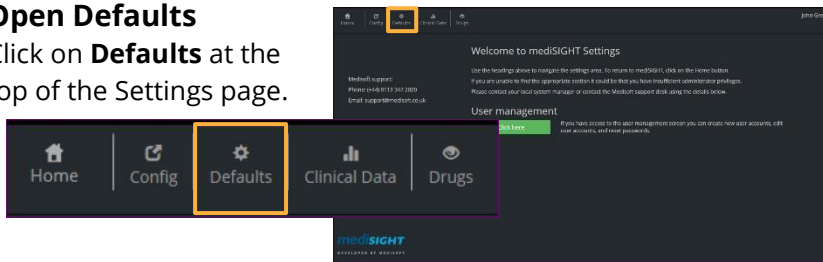 Open Defaults
Click on Defaults at the
top of the Settings page.
Home Config Defaults Clinical Data Drugs
Home Config Defaults Clinical Data Drugs
John Gre
Welcome to mediSIGHT Settings
Use the headings above to navigate the settings area. To return to mediSIGHT, click on the Home button.
If you are unable to find the appropriate section it could be that you have insufficient administrator privileges.
Please contact your local system manager or contact the Medisoft support desk using the details below.
Medisoft support:
Phone: (+44) 0113 347 2020
Email: support@medisoft.co.uk
User management
Click here
If you have access to the user management screen you can create new user accounts, edit
user accounts, and reset passwords.
medisIGHT
DEVELOPED BY MEDISOFT